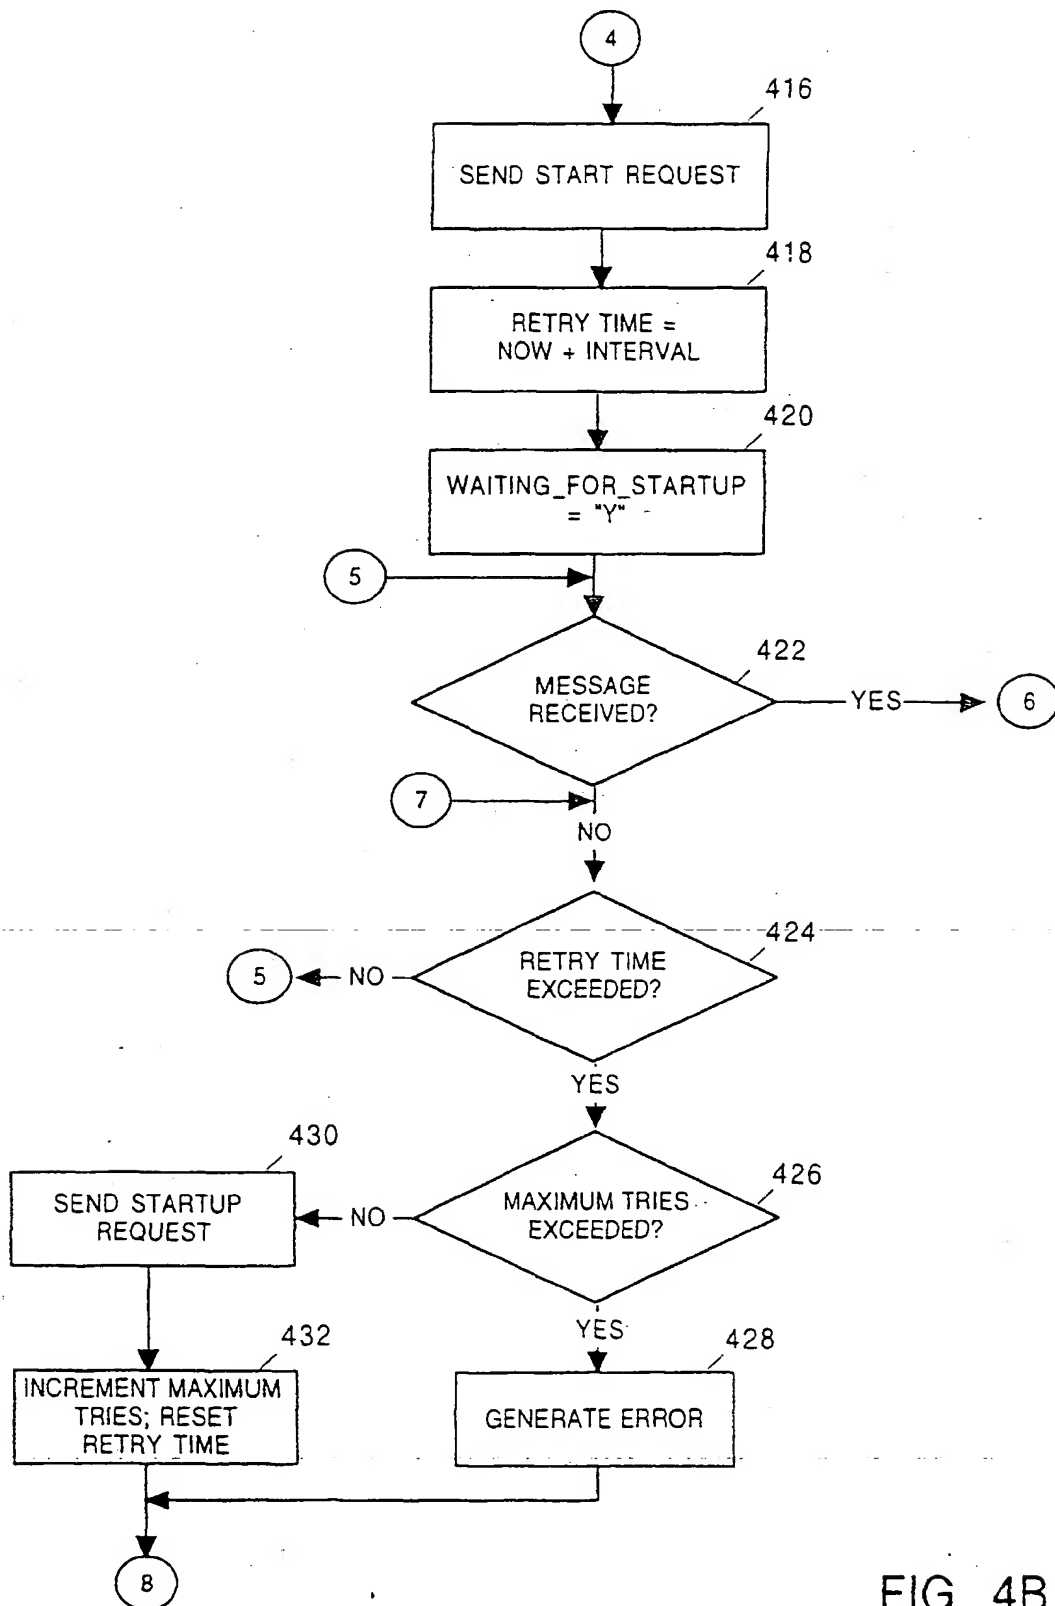 4
416
SEND START REQUEST
418
RETRY TIME =
NOW + INTERVAL
420
WAITING_FOR_STARTUP
= "Y"
5
422
MESSAGE
RECEIVED?
YES
6
7
NO
424
RETRY TIME
EXCEEDED?
NO
5
YES
426
MAXIMUM TRIES
EXCEEDED?
NO
430
SEND STARTUP
REQUEST
YES
432
INCREMENT MAXIMUM
TRIES; RESET
RETRY TIME
428
GENERATE ERROR
8
FIG 4B